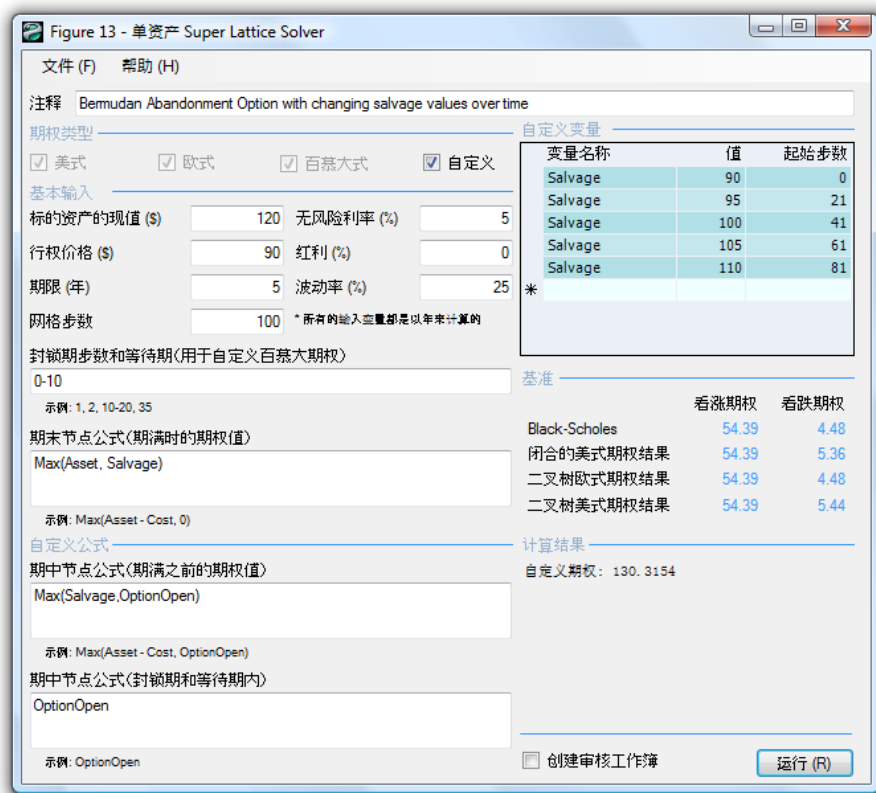 Figure 13 - 单资产 Super Lattice Solver
文件 (F) 帮助 (H)
注释 Bermudan Abandonment Option with changing salvage values over time
期权类型
美式 欧式 百慕大式 自定义
基本输入
标的资产的现值 ($) 120 无风险利率 (%) 5
行权价格 ($) 90 红利 (%) 0
期限 (年) 5 波动率 (%) 25
网格步数 100 * 所有的输入变量都是以年来计算的
封锁期步数和等待期(用于自定义百慕大期权)
0-10
示例: 1, 2, 10-20, 35
期末节点公式(期满时的期权值)
Max(Asset, Salvage)
示例: Max(Asset - Cost, 0)
自定义公式
期中节点公式(期满之前的期权值)
Max(Salvage,OptionOpen)
示例: Max(Asset - Cost, OptionOpen)
期中节点公式(封锁期和等待期内)
OptionOpen
示例: OptionOpen
自定义变量
变量名称 值 起始步数
Salvage 90 0
Salvage 95 21
Salvage 100 41
Salvage 105 61
Salvage 110 81
*
基准
看涨期权 看跌期权
Black-Scholes 54.39 4.48
闭合的美式期权结果 54.39 5.36
二叉树欧式期权结果 54.39 4.48
二叉树美式期权结果 54.39 5.44
计算结果
自定义期权: 130.3154
创建审核工作簿 运行 (R)